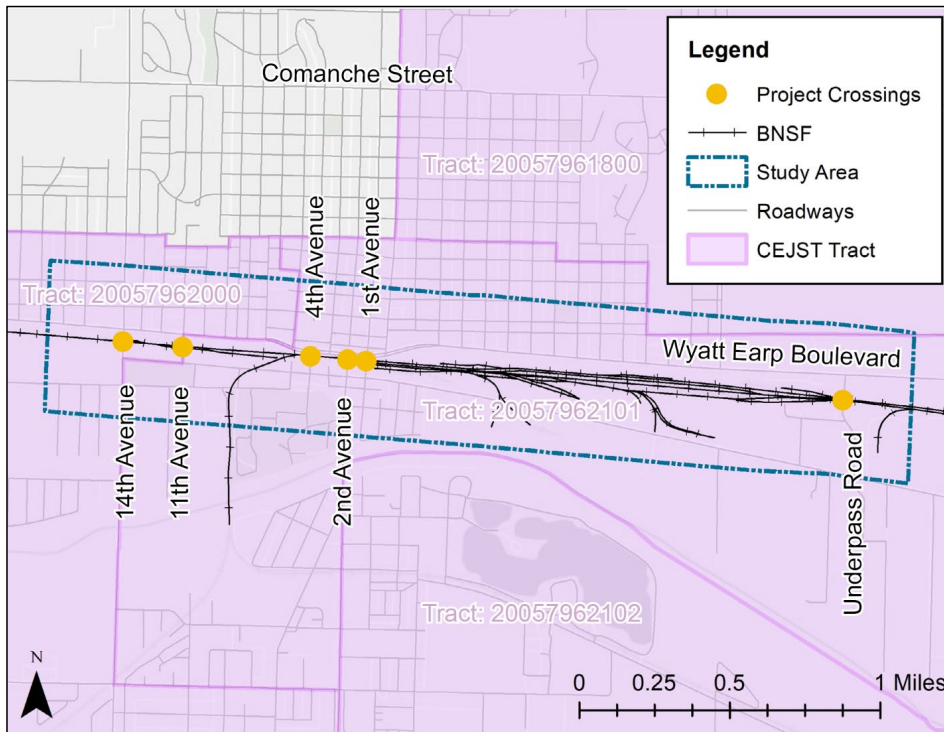 Comanche Street
Legend
Project Crossings
BNSF
Study Area
Roadways
CEJST Tract
Tract: 20057961800
4th Avenue
1st Avenue
Tract: 20057962000
Wyatt Earp Boulevard
Tract: 20057962101
14th Avenue
11th Avenue
2nd Avenue
Underpass Road
Tract: 20057962102
N
0 0.25 0.5 1 Miles